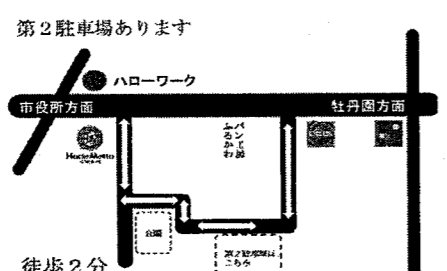 第2駐車場あります
ハローワーク
市役所方面
牡丹園方面
HottoMotto
パン工房
ふるかわ
公園
第2駐車場は
こちら
徒歩2分